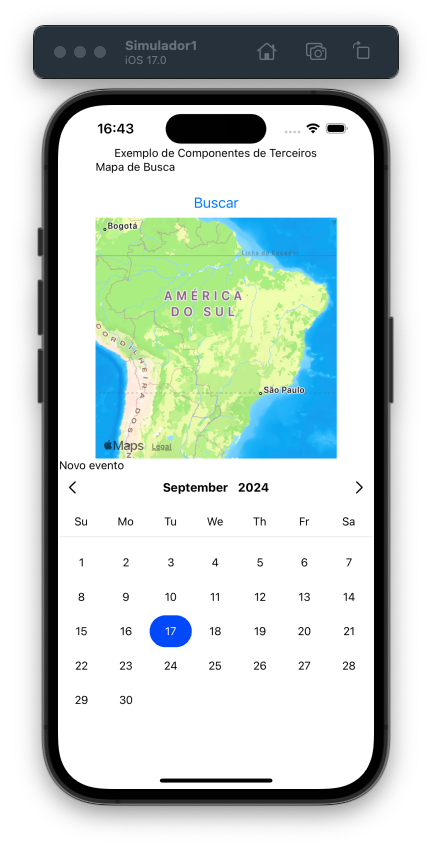 Simulador1
iOS 17.0
16:43
Exemplo de Componentes de Terceiros
Mapa de Busca
Buscar
Bogotá
Linha do Equador
AMÉRICA
DO SUL
CORDILHEIRA DOS AN
São Paulo
Maps Legal
Novo evento
September 2024
Su Mo Tu We Th Fr Sa
1 2 3 4 5 6 7
8 9 10 11 12 13 14
15 16 17 18 19 20 21
22 23 24 25 26 27 28
29 30